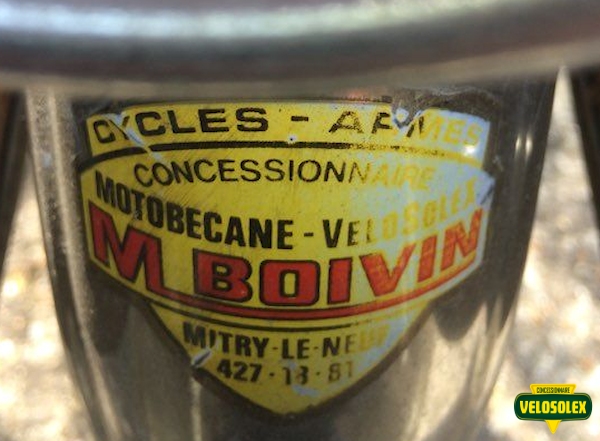 CYCLES - ARMES
CONCESSIONNAIRE
MOTOBECANE - VELOSOLEX
M BOIVIN
MITRY-LE-NEUF
427 · 18 · 81
CONCESSIONNAIRE
VELOSOLEX